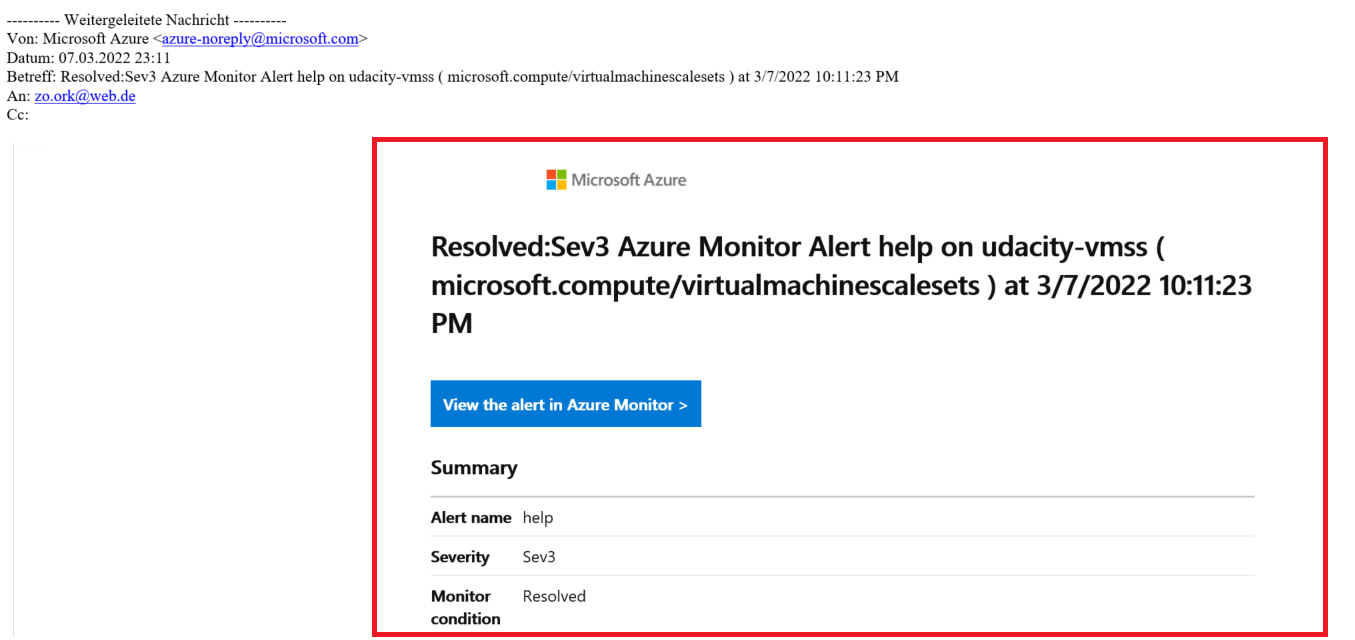 ---------- Weitergeleitete Nachricht ----------
Von: Microsoft Azure <azure-noreply@microsoft.com>
Datum: 07.03.2022 23:11
Betreff: Resolved:Sev3 Azure Monitor Alert help on udacity-vmss ( microsoft.compute/virtualmachinescalesets ) at 3/7/2022 10:11:23 PM
An: zo.ork@web.de
Cc:
Microsoft Azure
Resolved:Sev3 Azure Monitor Alert help on udacity-vmss (
microsoft.compute/virtualmachinescalesets ) at 3/7/2022 10:11:23
PM
View the alert in Azure Monitor >
Summary
Alert name help
Severity Sev3
Monitor Resolved
condition